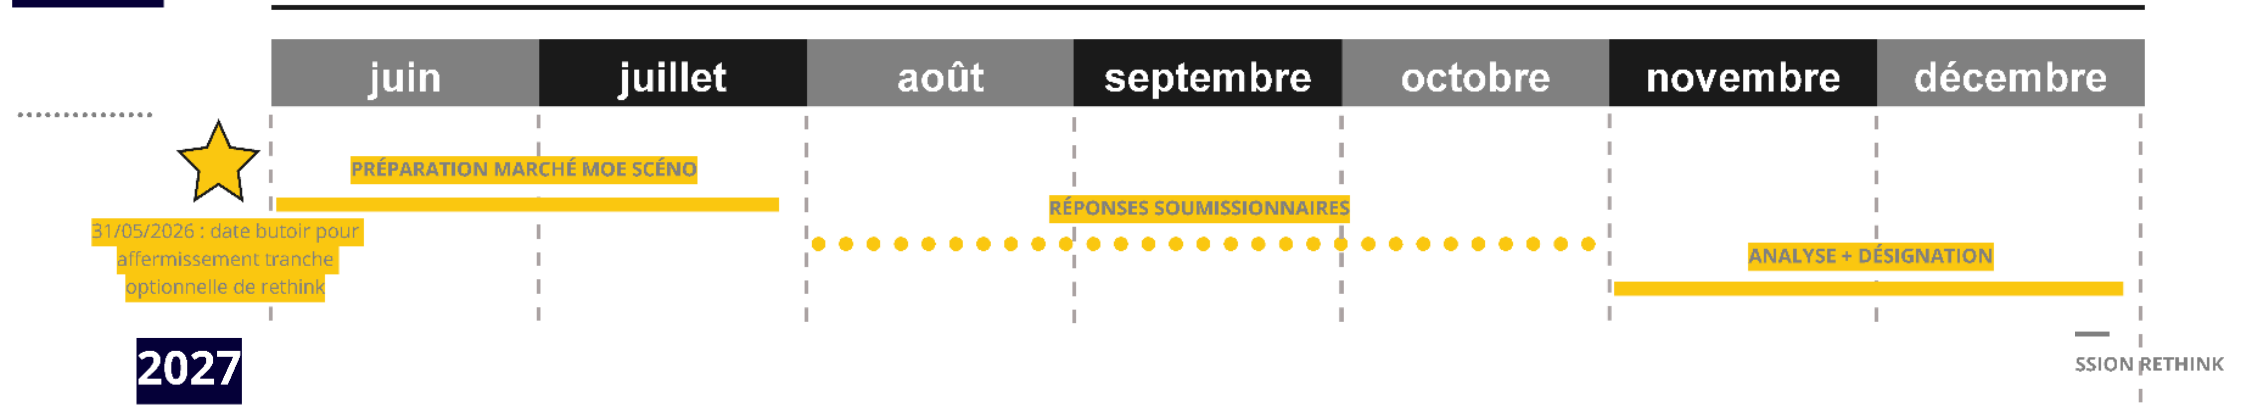 juin juillet août septembre octobre novembre décembre
PRÉPARATION MARCHÉ MOE SCÉNO
RÉPONSES SOUMISSIONNAIRES
31/05/2026 : date butoir pour
affermissement tranche
optionnelle de rethink
ANALYSE + DÉSIGNATION
2027
SSION RETHINK